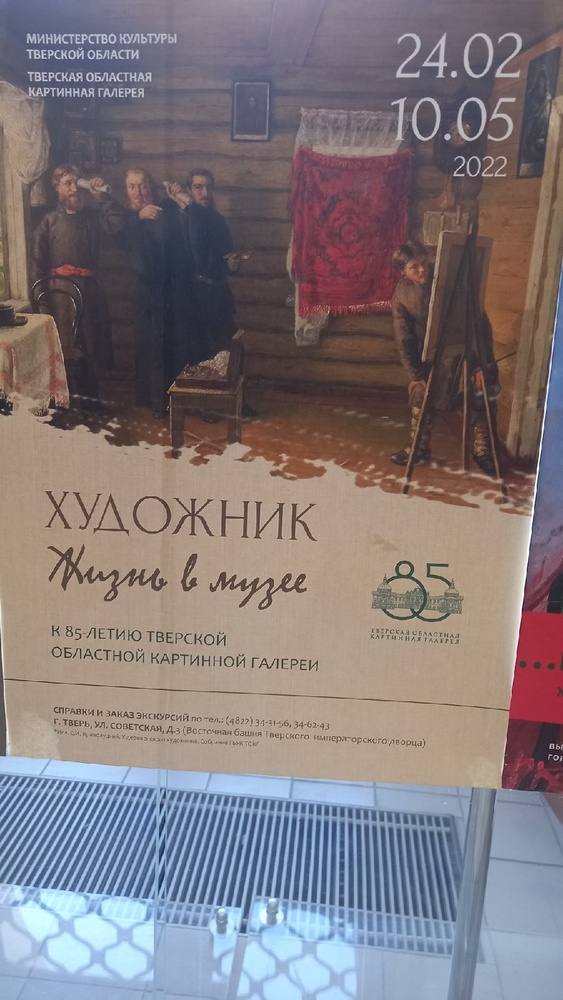 МИНИСТЕРСТВО КУЛЬТУРЫ
ТВЕРСКОЙ ОБЛАСТИ
ТВЕРСКАЯ ОБЛАСТНАЯ
КАРТИННАЯ ГАЛЕРЕЯ
24.02
10.05
2022
ХУДОЖНИК
Жизнь в музее
К 85-ЛЕТИЮ ТВЕРСКОЙ
ОБЛАСТНОЙ КАРТИННОЙ ГАЛЕРЕИ
85
ТВЕРСКАЯ ОБЛАСТНАЯ
КАРТИННАЯ ГАЛЕРЕЯ
СПРАВКИ И ЗАКАЗ ЭКСКУРСИЙ по тел.: (4822) 34-31-56, 34-62-43
Г. ТВЕРЬ, УЛ. СОВЕТСКАЯ, Д.3 (Восточная башня Тверского императорского дворца)